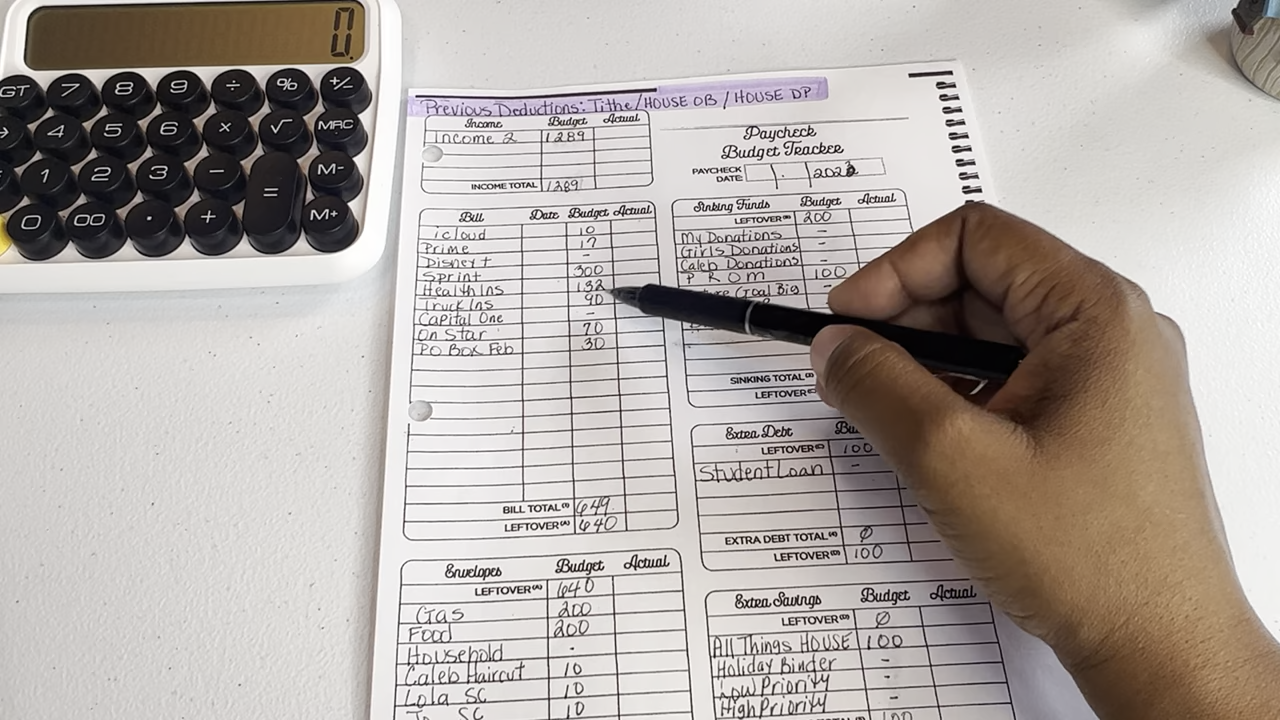 0.
GT 7 8 9 ÷ % +/-
→ 4 5 6 × √ MRC
1 2 3 − = M-
0 00 · + M+
Previous Deductions: Tithe/HOUSE OB / HOUSE DP
Income Budget Actual
Income 2 1289
INCOME TOTAL 1289
Bill Date Budget Actual
icloud 10
Prime 17
Disney+ -
Sprint 300
Health Ins 132
Truck Ins 90
Capital One -
On Star 70
PO Box Feb 30
BILL TOTAL 649
LEFTOVER(A) 640
Envelopes Budget Actual
LEFTOVER(A) 640
Gas 200
Food 200
Household -
Caleb Haircut 10
Lola SC 10
SC 10
Paycheck
Budget Tracker
PAYCHECK DATE . 2023
Sinking Funds Budget Actual
LEFTOVER 200
My Donations -
Girls Donations -
Caleb Donations -
PROM 100
Goal Big -
SINKING TOTAL
LEFTOVER
Extra Debt
LEFTOVER 100
Student Loan -
EXTRA DEBT TOTAL 0
LEFTOVER(D) 100
Extra Savings Budget Actual
LEFTOVER(D) 0
All Things HOUSE 100
Holiday Binder -
Low Priority -
High Priority -
100